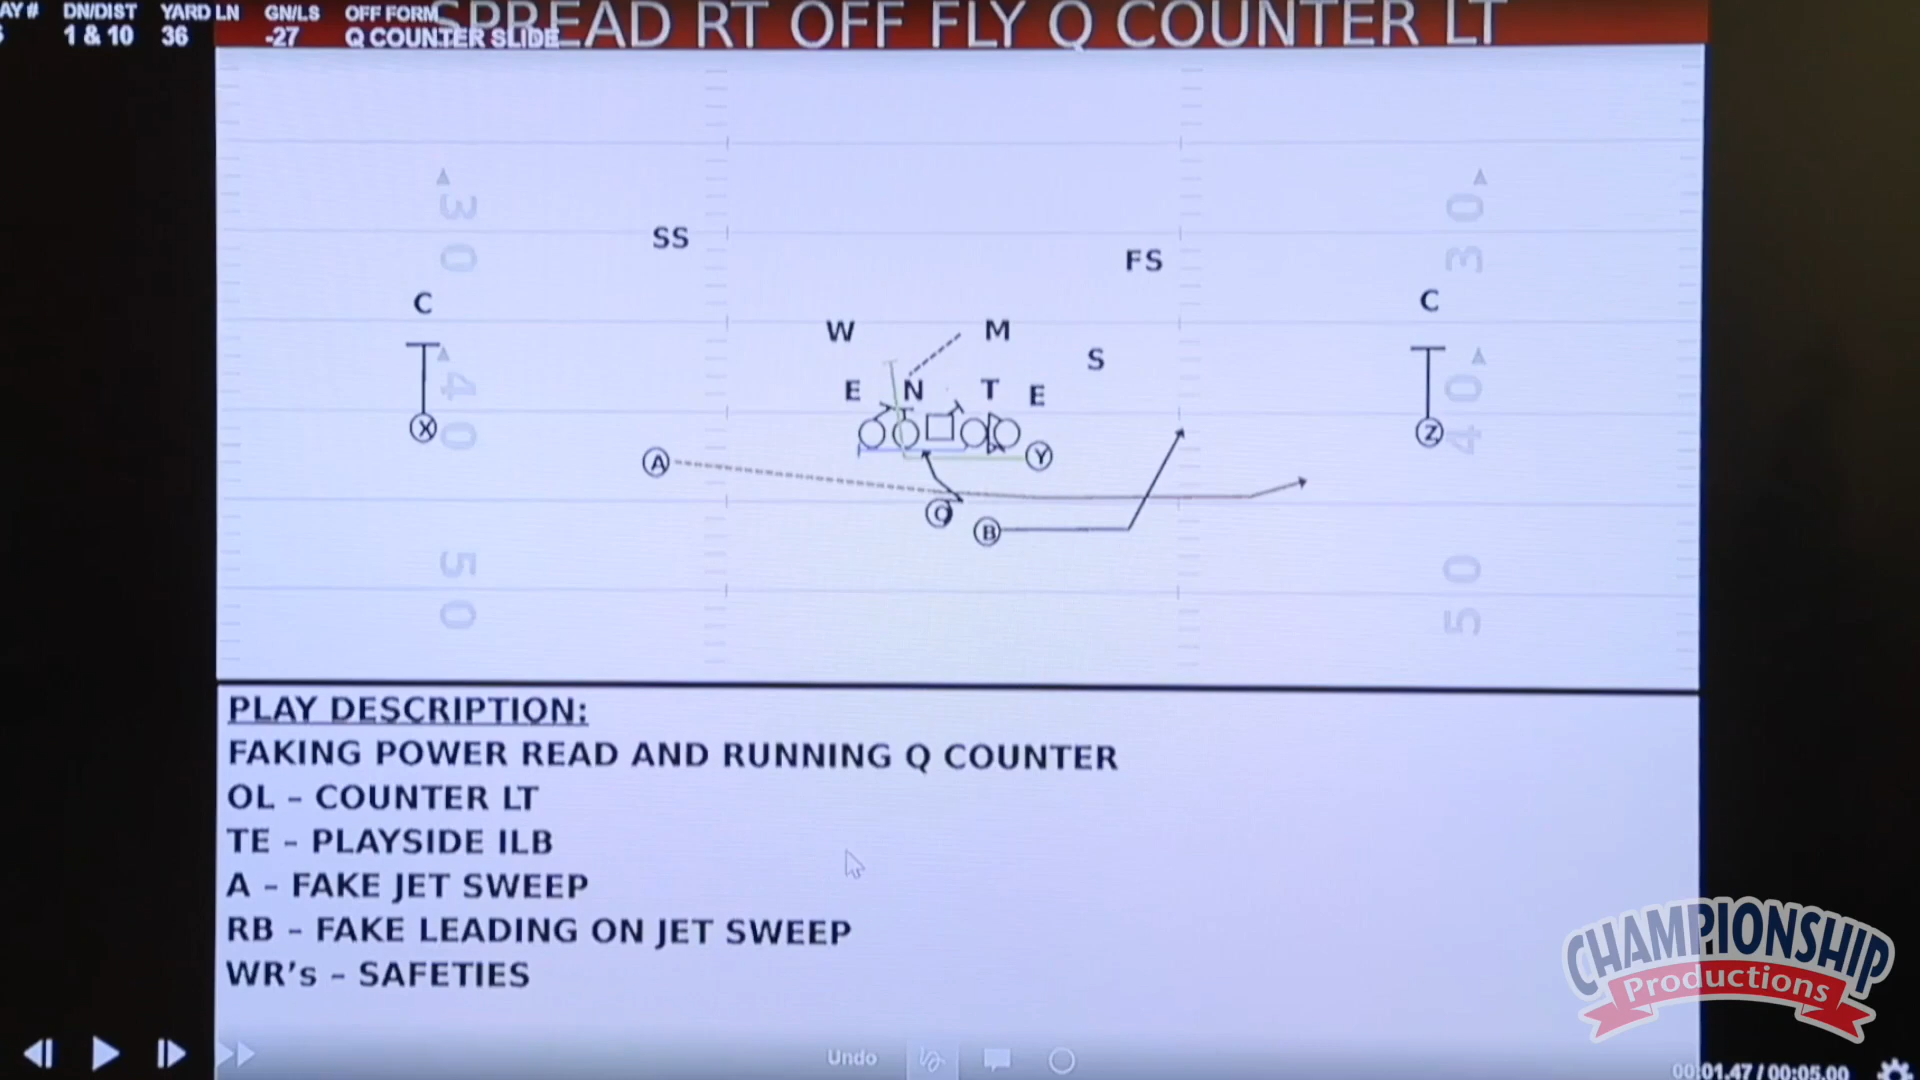 AY # DN/DIST YARD LN GN/LS OFF FORM
1 & 10 36 -27 Q COUNTER SLIDE
SPREAD RT OFF FLY Q COUNTER LT
30 30
SS
FS
C C
W M
S
E N T E
40 40
X Z
A Y
Q
B
50 50
PLAY DESCRIPTION:
FAKING POWER READ AND RUNNING Q COUNTER
OL – COUNTER LT
TE – PLAYSIDE ILB
A – FAKE JET SWEEP
RB – FAKE LEADING ON JET SWEEP
WR's – SAFETIES
CHAMPIONSHIP
Productions
Undo
00:01.47 / 00:05.00